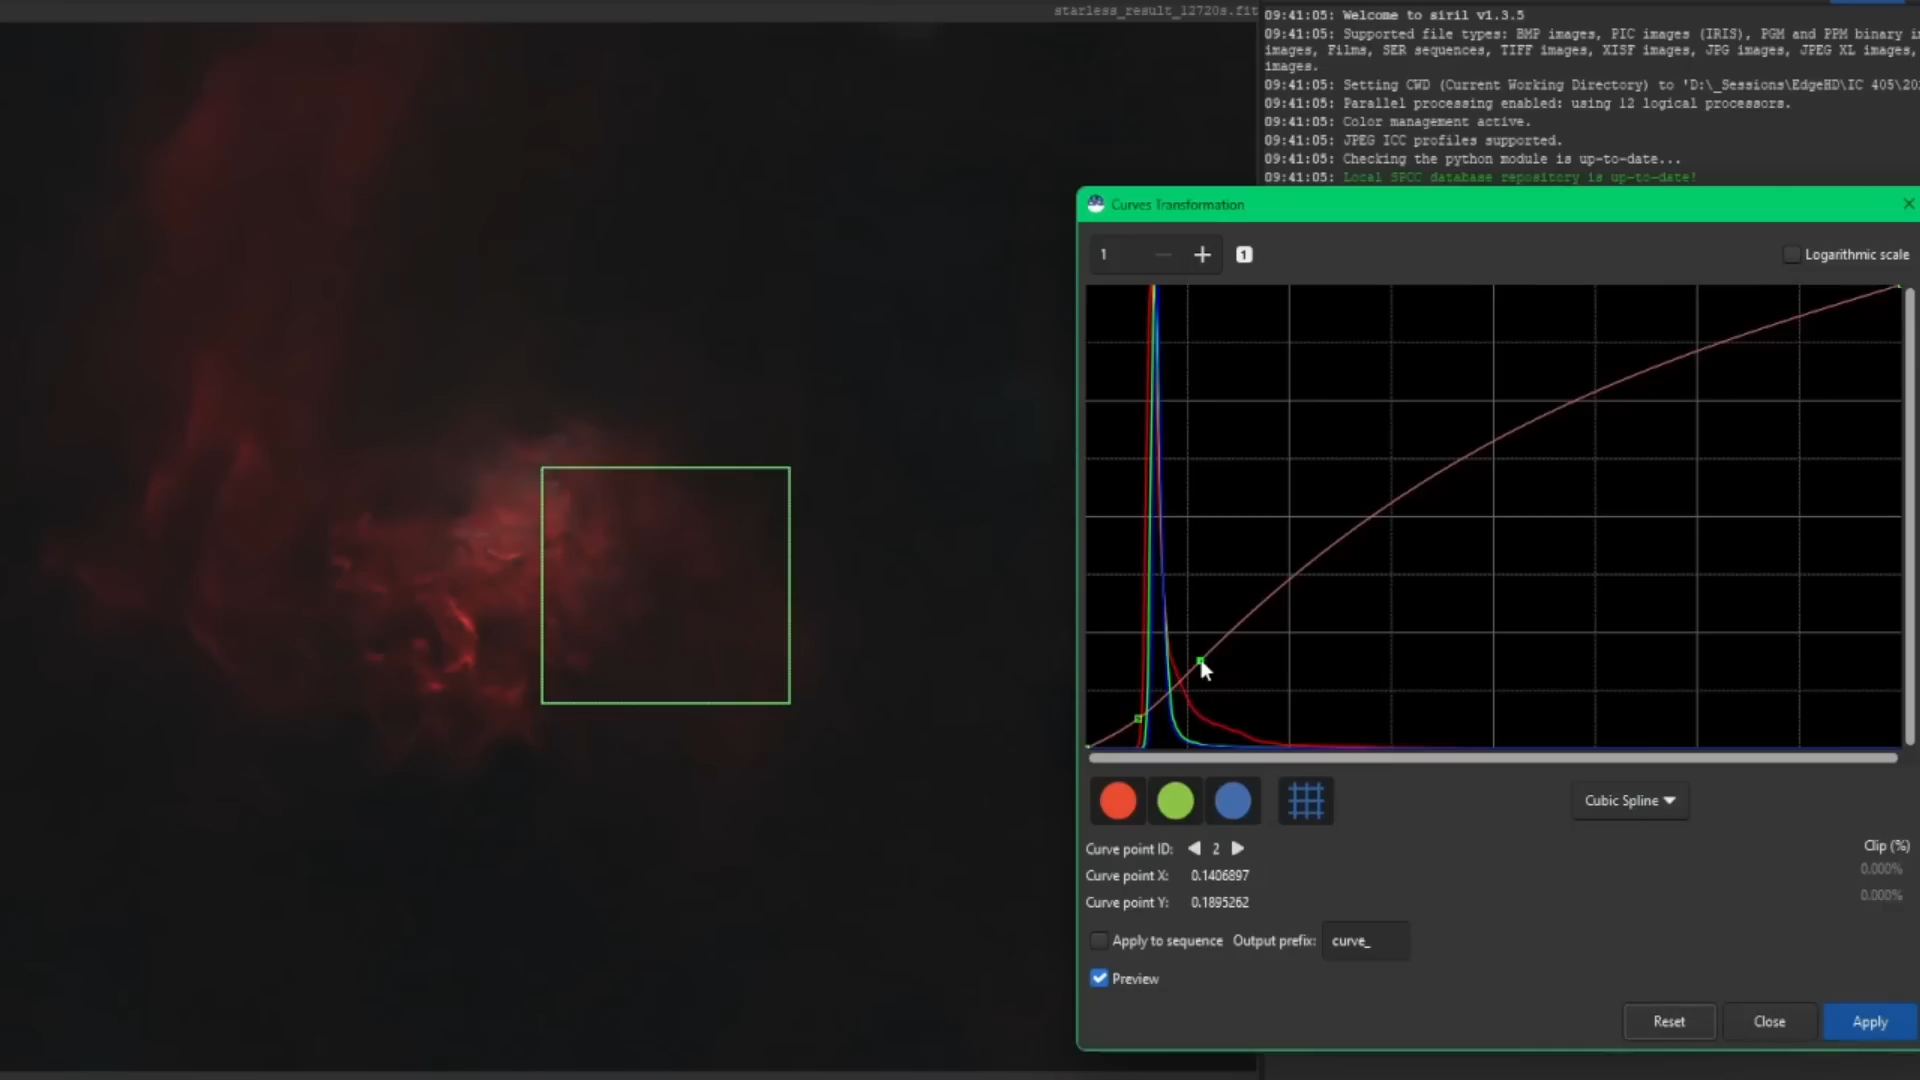 starless_result_12720s.fit
09:41:05: Welcome to siril v1.3.5
09:41:05: Supported file types: BMP images, PIC images (IRIS), PGM and PPM binary i
images, Films, SER sequences, TIFF images, XISF images, JPG images, JPEG XL images,
images.
09:41:05: Setting CWD (Current Working Directory) to 'D:\_Sessions\EdgeHD\IC 405\20
09:41:05: Parallel processing enabled: using 12 logical processors.
09:41:05: Color management active.
09:41:05: JPEG ICC profiles supported.
09:41:05: Checking the python module is up-to-date...
09:41:05: Local SPCC database repository is up-to-date!
Curves Transformation
1 − + 1 Logarithmic scale
Cubic Spline
Curve point ID: 2 Clip (%)
Curve point X: 0.1406897 0.000%
Curve point Y: 0.1895262 0.000%
Apply to sequence Output prefix: curve_
Preview
Reset Close Apply